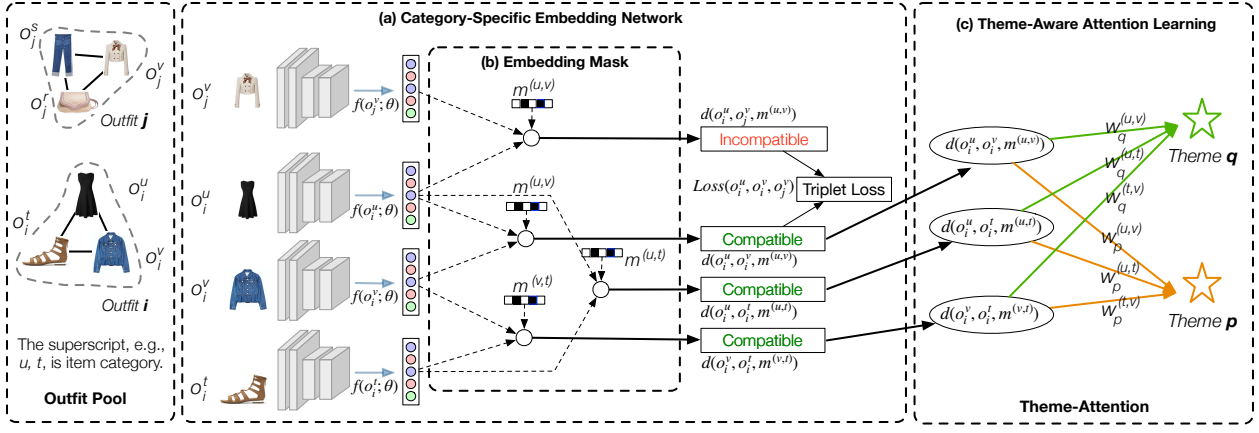 O_j^s
O_j^v
O_j^r
Outfit j
O_i^u
O_i^t
O_i^v
Outfit i
The superscript, e.g.,
u, t, is item category.
Outfit Pool
(a) Category-Specific Embedding Network
O_j^v
f(o_j^v; θ)
O_i^u
f(o_i^u; θ)
O_i^v
f(o_i^v; θ)
O_i^t
f(o_i^t; θ)
(b) Embedding Mask
m^(u,v)
m^(u,v)
m^(u,t)
m^(v,t)
d(o_i^u, o_j^v, m^(u,v))
Incompatible
Loss(o_i^u, o_i^v, o_j^v)
Triplet Loss
Compatible
d(o_i^u, o_i^v, m^(u,v))
Compatible
d(o_i^u, o_i^t, m^(u,t))
Compatible
d(o_i^v, o_i^t, m^(v,t))
(c) Theme-Aware Attention Learning
d(o_i^u, o_i^v, m^(u,v))
d(o_i^u, o_i^t, m^(u,t))
d(o_i^v, o_i^t, m^(v,t))
w_q^(u,v)
w_q^(u,t)
w_q^(t,v)
w_p^(u,v)
w_p^(u,t)
w_p^(t,v)
Theme q
Theme p
Theme-Attention